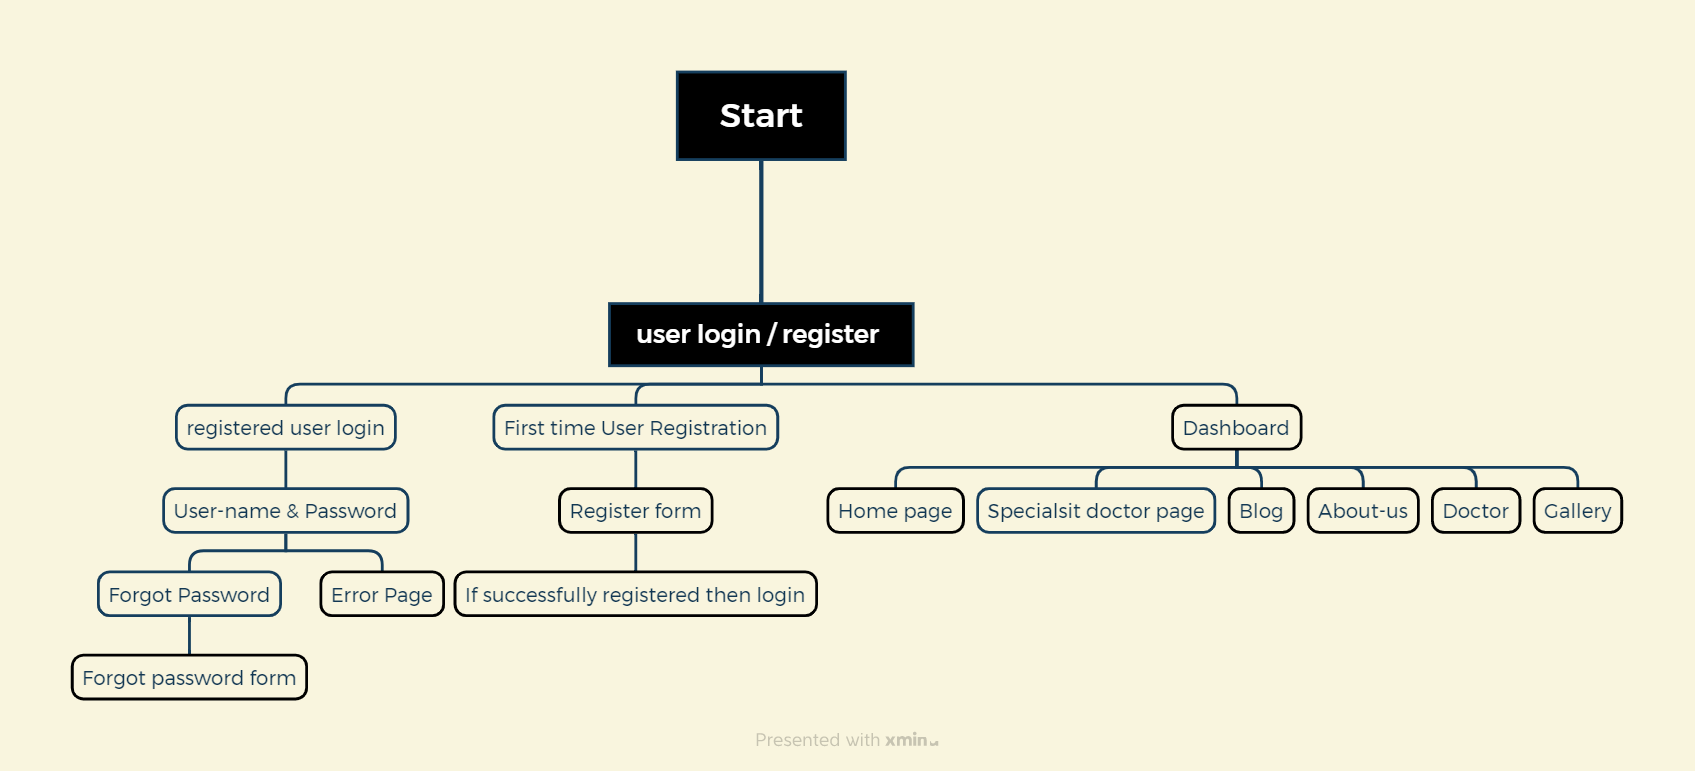 Start
user login / register
registered user login
First time User Registration
Dashboard
User-name & Password
Register form
Home page
Specialsit doctor page
Blog
About-us
Doctor
Gallery
Forgot Password
Error Page
If successfully registered then login
Forgot password form
Presented with xmind